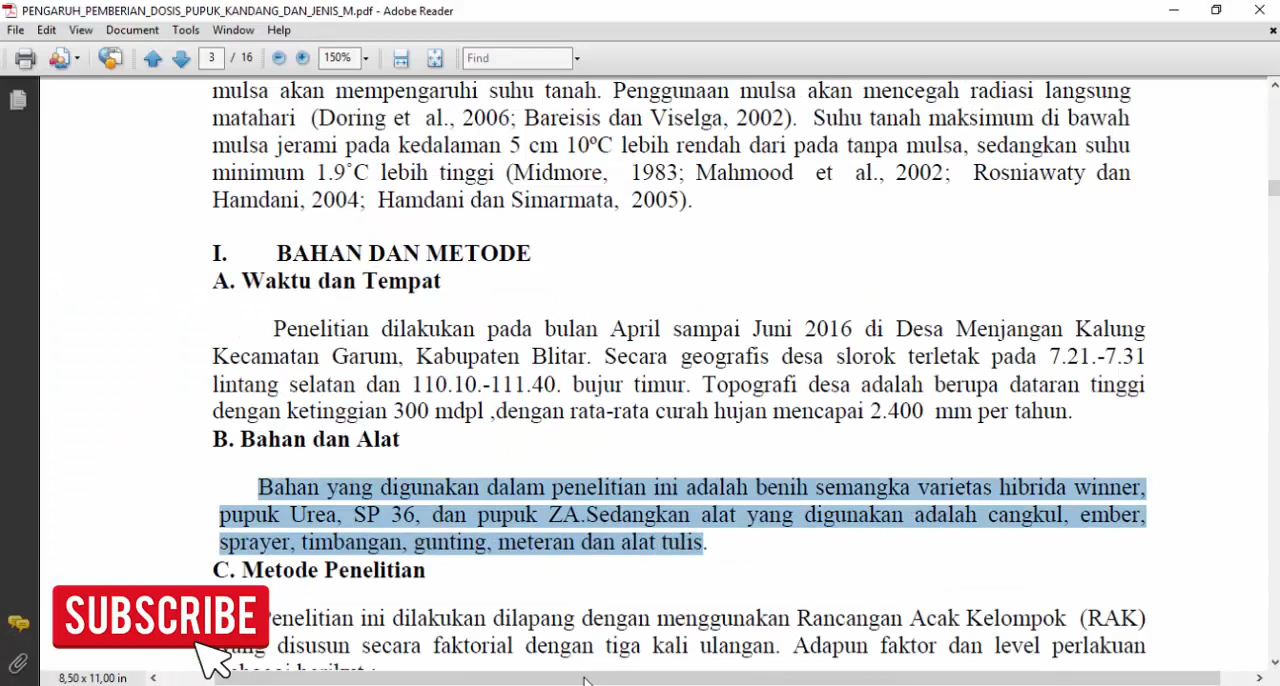 PENGARUH_PEMBERIAN_DOSIS_PUPUK_KANDANG_DAN_JENIS_M.pdf - Adobe Reader
File Edit View Document Tools Window Help
3 / 16 150% Find
mulsa akan mempengaruhi suhu tanah. Penggunaan mulsa akan mencegah radiasi langsung
matahari (Doring et al., 2006; Bareisis dan Viselga, 2002). Suhu tanah maksimum di bawah
mulsa jerami pada kedalaman 5 cm 10ºC lebih rendah dari pada tanpa mulsa, sedangkan suhu
minimum 1.9˚C lebih tinggi (Midmore, 1983; Mahmood et al., 2002; Rosniawaty dan
Hamdani, 2004; Hamdani dan Simarmata, 2005).
I. BAHAN DAN METODE
A. Waktu dan Tempat
Penelitian dilakukan pada bulan April sampai Juni 2016 di Desa Menjangan Kalung
Kecamatan Garum, Kabupaten Blitar. Secara geografis desa slorok terletak pada 7.21.-7.31
lintang selatan dan 110.10.-111.40. bujur timur. Topografi desa adalah berupa dataran tinggi
dengan ketinggian 300 mdpl ,dengan rata-rata curah hujan mencapai 2.400 mm per tahun.
B. Bahan dan Alat
Bahan yang digunakan dalam penelitian ini adalah benih semangka varietas hibrida winner,
pupuk Urea, SP 36, dan pupuk ZA.Sedangkan alat yang digunakan adalah cangkul, ember,
sprayer, timbangan, gunting, meteran dan alat tulis.
C. Metode Penelitian
SUBSCRIBE
Penelitian ini dilakukan dilapang dengan menggunakan Rancangan Acak Kelompok (RAK)
disusun secara faktorial dengan tiga kali ulangan. Adapun faktor dan level perlakuan
8,50 x 11,00 in